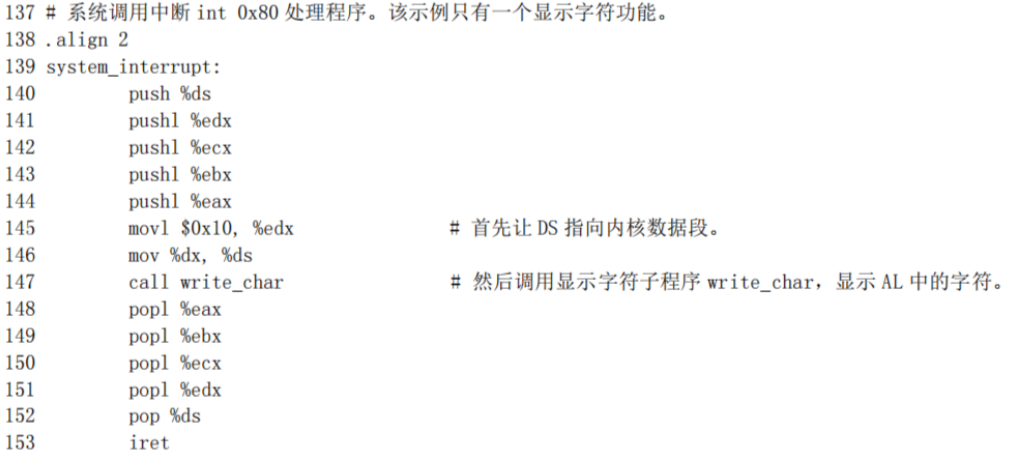 137 # 系统调用中断 int 0x80 处理程序。该示例只有一个显示字符功能。
138 .align 2
139 system_interrupt:
140 push %ds
141 pushl %edx
142 pushl %ecx
143 pushl %ebx
144 pushl %eax
145 movl $0x10, %edx # 首先让 DS 指向内核数据段。
146 mov %dx, %ds
147 call write_char # 然后调用显示字符子程序 write_char，显示 AL 中的字符。
148 popl %eax
149 popl %ebx
150 popl %ecx
151 popl %edx
152 pop %ds
153 iret